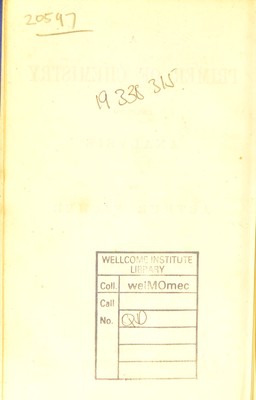 20597
19 338 315
WELLCOME INSTITUTE
LIBRARY
Coll. welMOmec
Call
No. QD